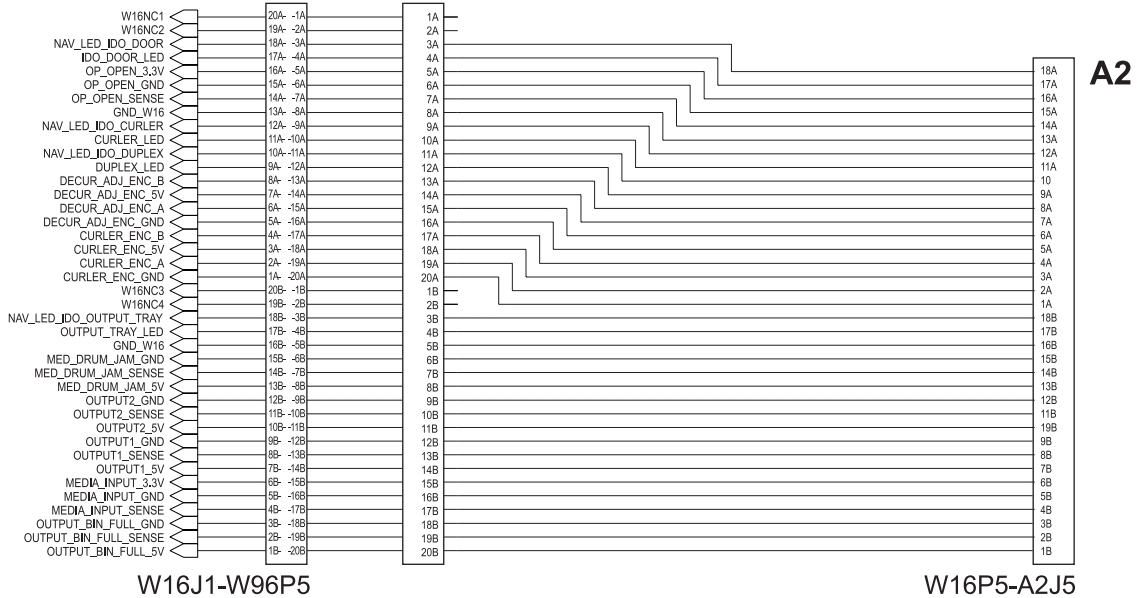 W16NC1 20A- -1A 1A
W16NC2 19A- -2A 2A
NAV_LED_IDO_DOOR 18A- -3A 3A
IDO_DOOR_LED 17A- -4A 4A
OP_OPEN_3.3V 16A- -5A 5A 18A A2
OP_OPEN_GND 15A- -6A 6A 17A
OP_OPEN_SENSE 14A- -7A 7A 16A
GND_W16 13A- -8A 8A 15A
NAV_LED_IDO_CURLER 12A -9A 9A 14A
CURLER_LED 11A -10A 10A 13A
NAV_LED_IDO_DUPLEX 10A -11A 11A 12A
DUPLEX_LED 9A- -12A 12A 11A
DECUR_ADJ_ENC_B 8A- -13A 13A 10
DECUR_ADJ_ENC_5V 7A- -14A 14A 9A
DECUR_ADJ_ENC_A 6A- -15A 15A 8A
DECUR_ADJ_ENC_GND 5A- -16A 16A 7A
CURLER_ENC_B 4A- -17A 17A 6A
CURLER_ENC_5V 3A- -18A 18A 5A
CURLER_ENC_A 2A- -19A 19A 4A
CURLER_ENC_GND 1A- -20A 20A 3A
W16NC3 20B- -1B 1B 2A
W16NC4 19B- -2B 2B 1A
NAV_LED_IDO_OUTPUT_TRAY 18B- -3B 3B 18B
OUTPUT_TRAY_LED 17B- -4B 4B 17B
GND_W16 16B- -5B 5B 16B
MED_DRUM_JAM_GND 15B- -6B 6B 15B
MED_DRUM_JAM_SENSE 14B- -7B 7B 14B
MED_DRUM_JAM_5V 13B- -8B 8B 13B
OUTPUT2_GND 12B- -9B 9B 12B
OUTPUT2_SENSE 11B- -10B 10B 11B
OUTPUT2_5V 10B- -11B 11B 19B
OUTPUT1_GND 9B- -12B 12B 9B
OUTPUT1_SENSE 8B- -13B 13B 8B
OUTPUT1_5V 7B- -14B 14B 7B
MEDIA_INPUT_3.3V 6B- -15B 15B 6B
MEDIA_INPUT_GND 5B- -16B 16B 5B
MEDIA_INPUT_SENSE 4B- -17B 17B 4B
OUTPUT_BIN_FULL_GND 3B- -18B 18B 3B
OUTPUT_BIN_FULL_SENSE 2B- -19B 19B 2B
OUTPUT_BIN_FULL_5V 1B- -20B 20B 1B
W16J1-W96P5 W16P5-A2J5